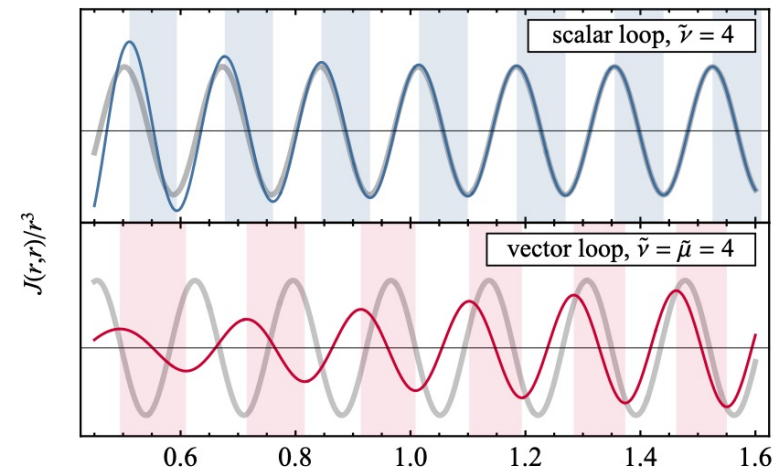 scalar loop, ν̃ = 4
J(r,r)/r³
vector loop, ν̃ = μ̃ = 4
0.6 0.8 1.0 1.2 1.4 1.6